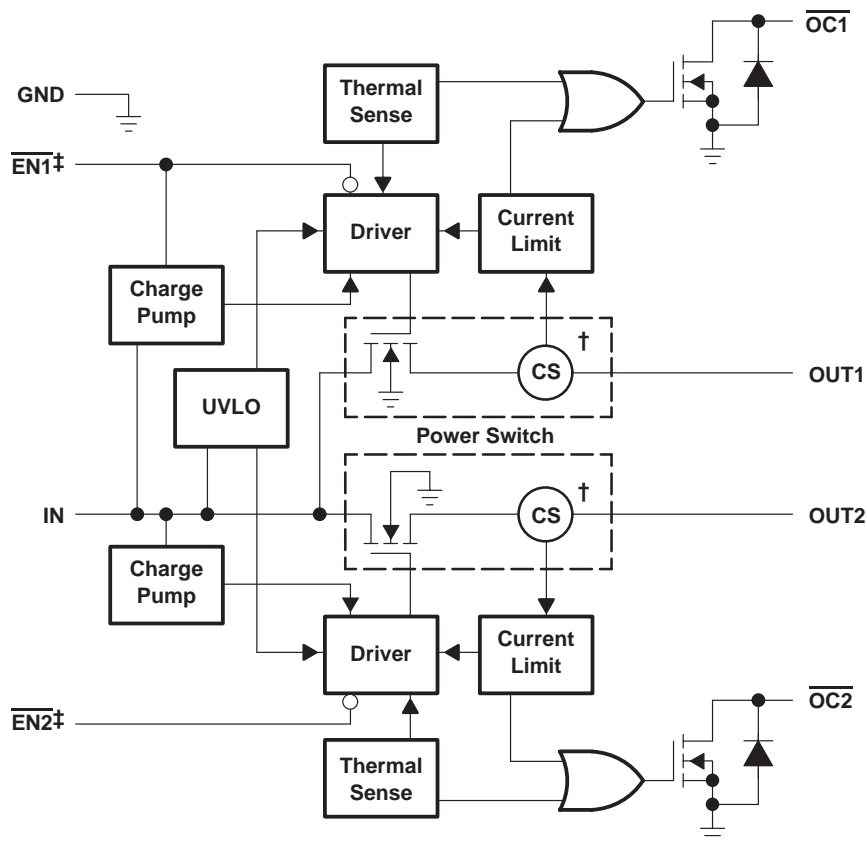 OC1
Thermal
Sense
GND
EN1‡
Driver
Current
Limit
Charge
Pump
†
CS
OUT1
UVLO
Power Switch
†
IN
CS
OUT2
Charge
Pump
Driver
Current
Limit
OC2
EN2‡
Thermal
Sense